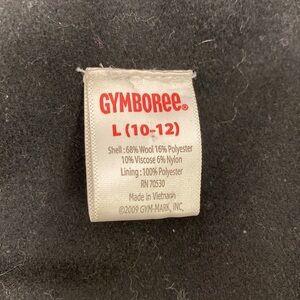 GYMBOREE®
L (10-12)
Shell : 68% Wool 16% Polyester
10% Viscose 6% Nylon
Lining : 100% Polyester
RN 70530
Made in Vietnam
©2009 GYM-MARK, INC.